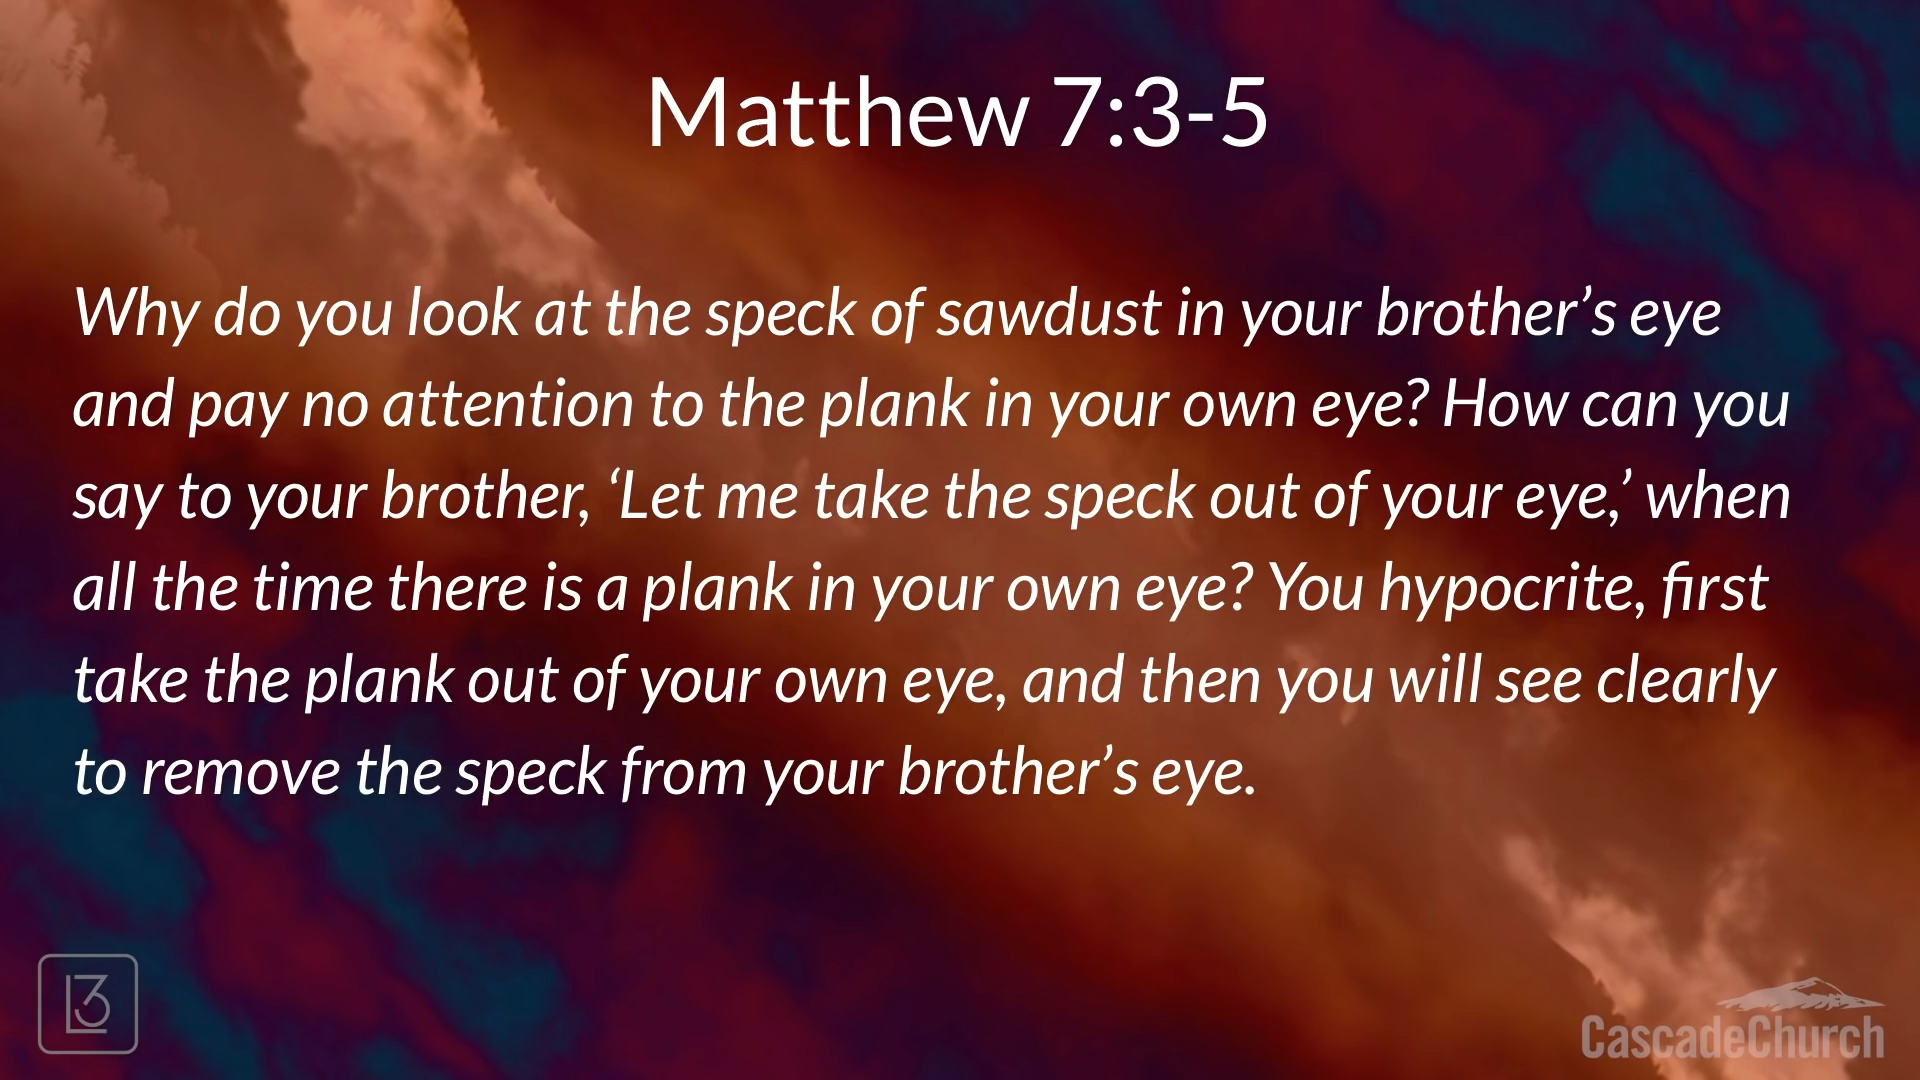 Matthew 7:3-5
Why do you look at the speck of sawdust in your brother’s eye
and pay no attention to the plank in your own eye? How can you
say to your brother, ‘Let me take the speck out of your eye,’ when
all the time there is a plank in your own eye? You hypocrite, first
take the plank out of your own eye, and then you will see clearly
to remove the speck from your brother’s eye.
L3
CascadeChurch